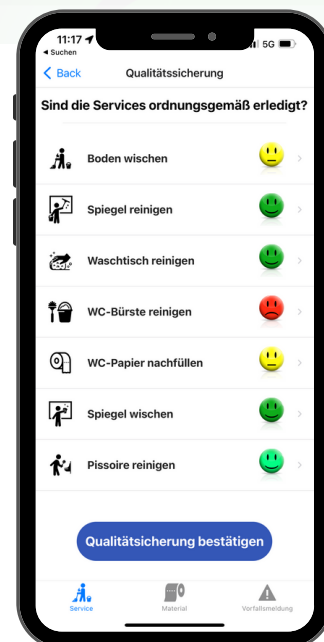 11:17
5G
◄ Suchen
Back
Qualitätssicherung
Sind die Services ordnungsgemäß erledigt?
Boden wischen
Spiegel reinigen
Waschtisch reinigen
WC-Bürste reinigen
WC-Papier nachfüllen
Spiegel wischen
Pissoire reinigen
Qualitätsicherung bestätigen
Service
Material
Vorfallsmeldung